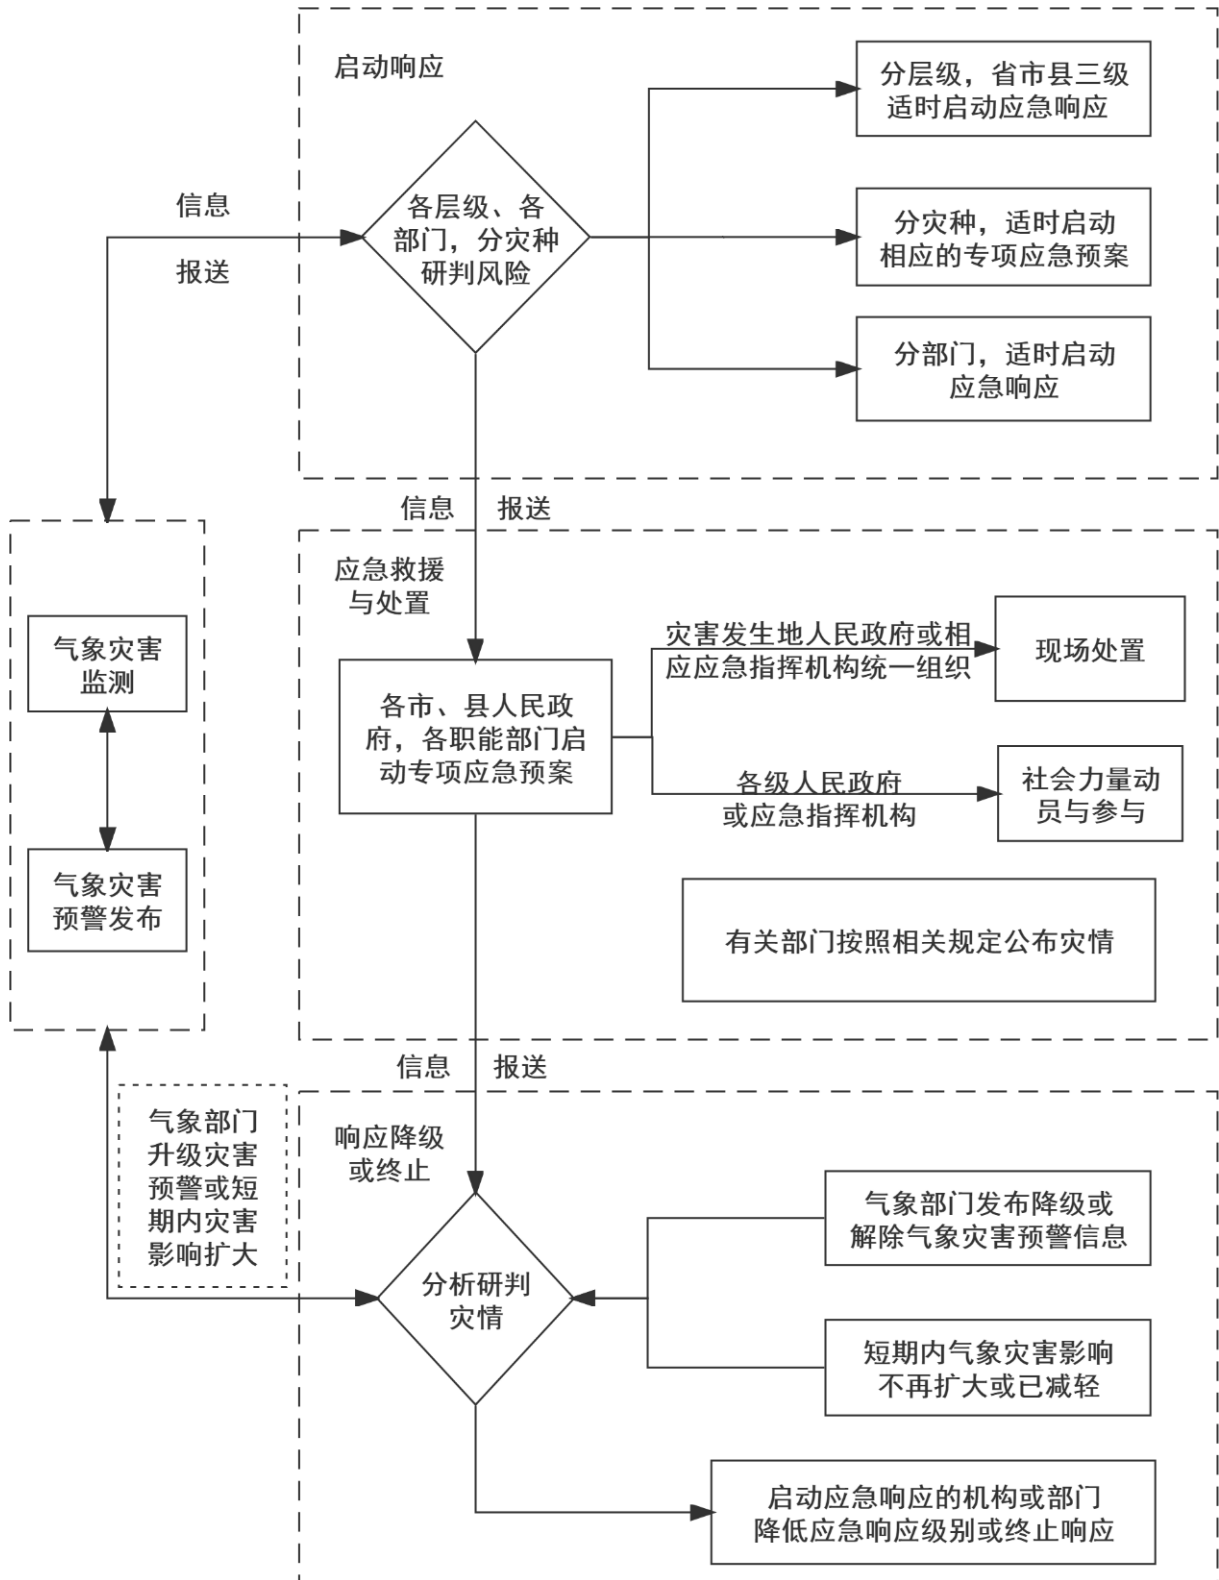 启动响应
分层级，省市县三级
适时启动应急响应
信息
报送
各层级、各
部门，分灾种
研判风险
分灾种，适时启动
相应的专项应急预案
分部门，适时启动
应急响应
信息 报送
气象灾害
监测
气象灾害
预警发布
应急救援
与处置
灾害发生地人民政府或相
应应急指挥机构统一组织
现场处置
各市、县人民政
府，各职能部门启
动专项应急预案
各级人民政府
或应急指挥机构
社会力量动
员与参与
有关部门按照相关规定公布灾情
信息 报送
气象部门
升级灾害
预警或短
期内灾害
影响扩大
响应降级
或终止
分析研判
灾情
气象部门发布降级或
解除气象灾害预警信息
短期内气象灾害影响
不再扩大或已减轻
启动应急响应的机构或部门
降低应急响应级别或终止响应